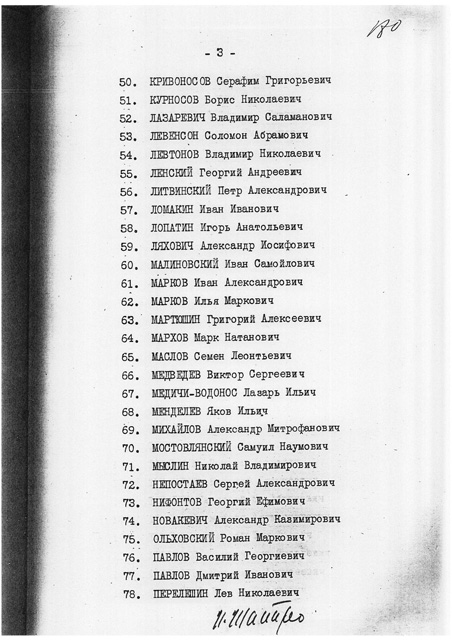 180
- 3 -
50. КРИВОНОСОВ Серафим Григорьевич
51. КУРНОСОВ Борис Николаевич
52. ЛАЗАРЕВИЧ Владимир Саламанович
53. ЛЕВЕНСОН Соломон Абрамович
54. ЛЕВТОНОВ Владимир Николаевич
55. ЛЕНСКИЙ Георгий Андреевич
56. ЛИТВИНСКИЙ Петр Александрович
57. ЛОМАКИН Иван Иванович
58. ЛОПАТИН Игорь Анатольевич
59. ЛЯХОВИЧ Александр Иосифович
60. МАЛИНОВСКИЙ Иван Самойлович
61. МАРКОВ Иван Александрович
62. МАРКОВ Илья Маркович
63. МАРТЮШИН Григорий Алексеевич
64. МАРХОВ Марк Натанович
65. МАСЛОВ Семен Леонтьевич
66. МЕДВЕДЕВ Виктор Сергеевич
67. МЕДИЧИ-ВОДОНОС Лазарь Ильич
68. МЕНДЕЛЕВ Яков Ильич
69. МИХАЙЛОВ Александр Митрофанович
70. МОСТОВЛЯНСКИЙ Самуил Наумович
71. МЫСЛИН Николай Владимирович
72. НЕПОСТАЕВ Сергей Александрович
73. НИФОНТОВ Георгий Ефимович
74. НОВАКЕВИЧ Александр Казимирович
75. ОЛЬХОВСКИЙ Роман Маркович
76. ПАВЛОВ Василий Георгиевич
77. ПАВЛОВ Дмитрий Иванович
78. ПЕРЕЛЕШИН Лев Николаевич
И. Шапиро